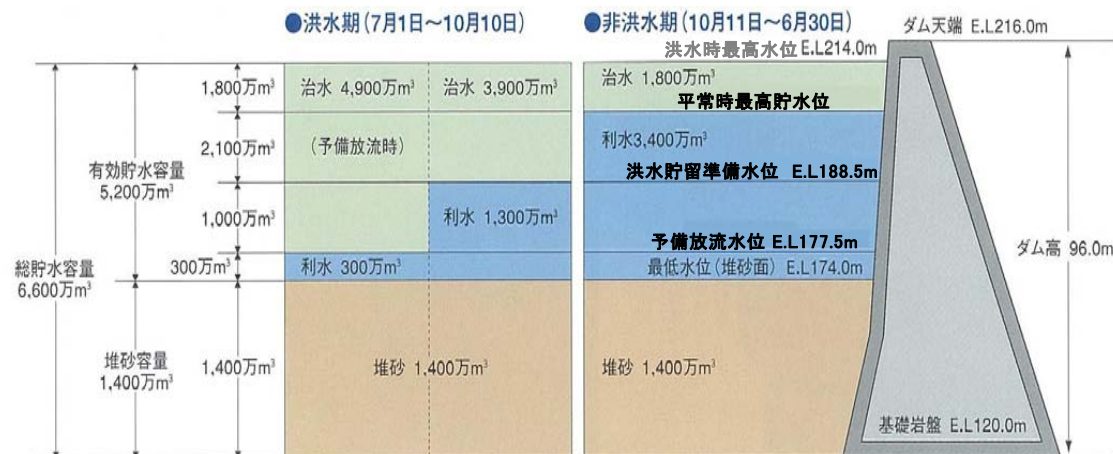 ●洪水期(7月1日～10月10日)
●非洪水期(10月11日～6月30日)
ダム天端 E.L216.0m
洪水時最高水位 E.L214.0m
1,800万m³
治水 4,900万m³
治水 3,900万m³
治水 1,800万m³
平常時最高貯水位
2,100万m³
(予備放流時)
利水3,400万m³
有効貯水容量
5,200万m³
洪水貯留準備水位 E.L188.5m
1,000万m³
利水 1,300万m³
予備放流水位 E.L177.5m
ダム高 96.0m
総貯水容量
6,600万m³
300万m³
利水 300万m³
最低水位(堆砂面) E.L174.0m
堆砂容量
1,400万m³
1,400万m³
堆砂 1,400万m³
堆砂 1,400万m³
基礎岩盤 E.L120.0m